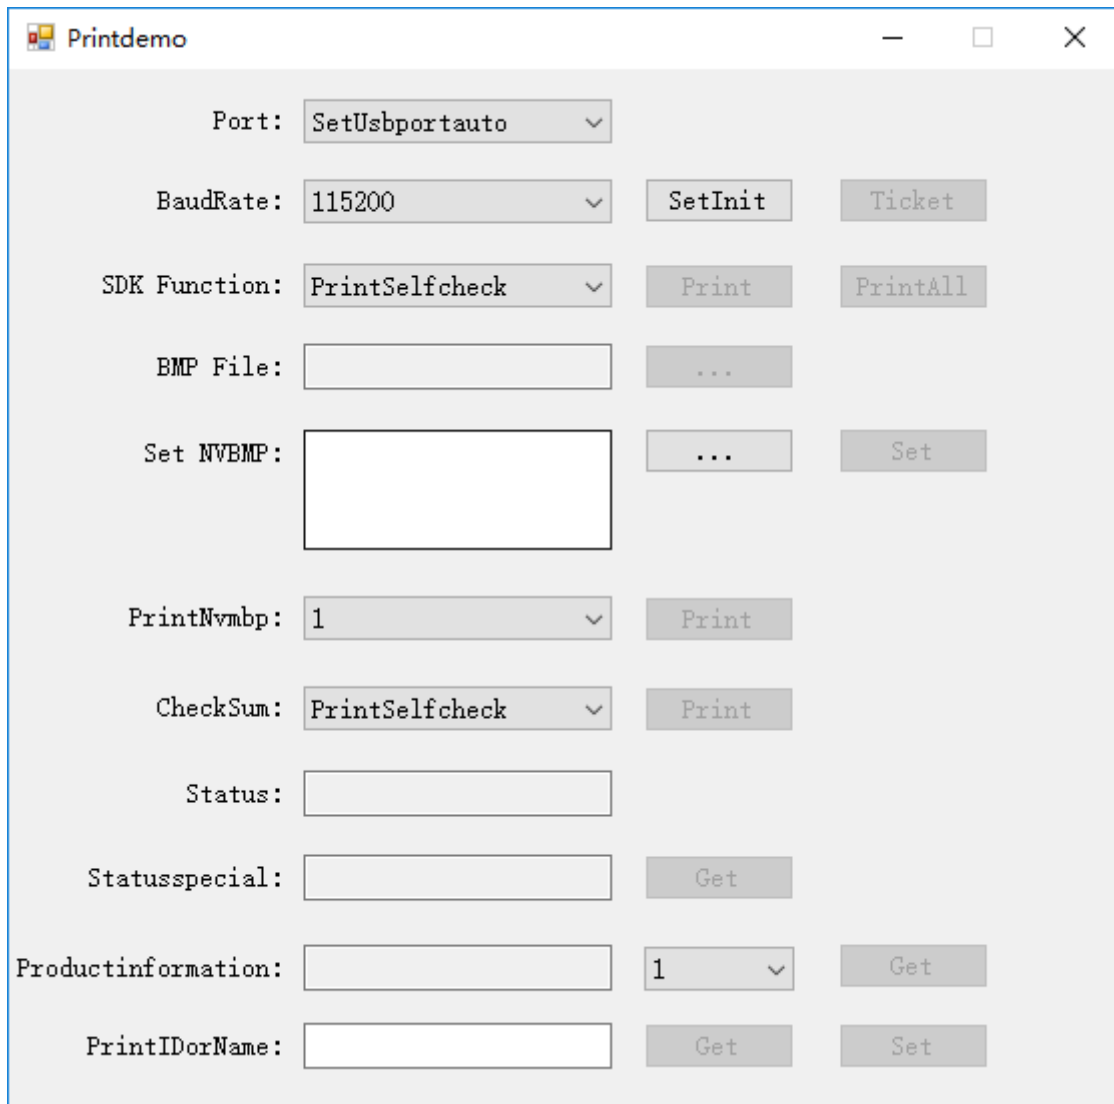 Printdemo
Port: SetUsbportauto
BaudRate: 115200 SetInit Ticket
SDK Function: PrintSelfcheck Print PrintAll
BMP File: ...
Set NVBMP: ... Set
PrintNvmbp: 1 Print
CheckSum: PrintSelfcheck Print
Status:
Statusspecial: Get
Productinformation: 1 Get
PrintIDorName: Get Set